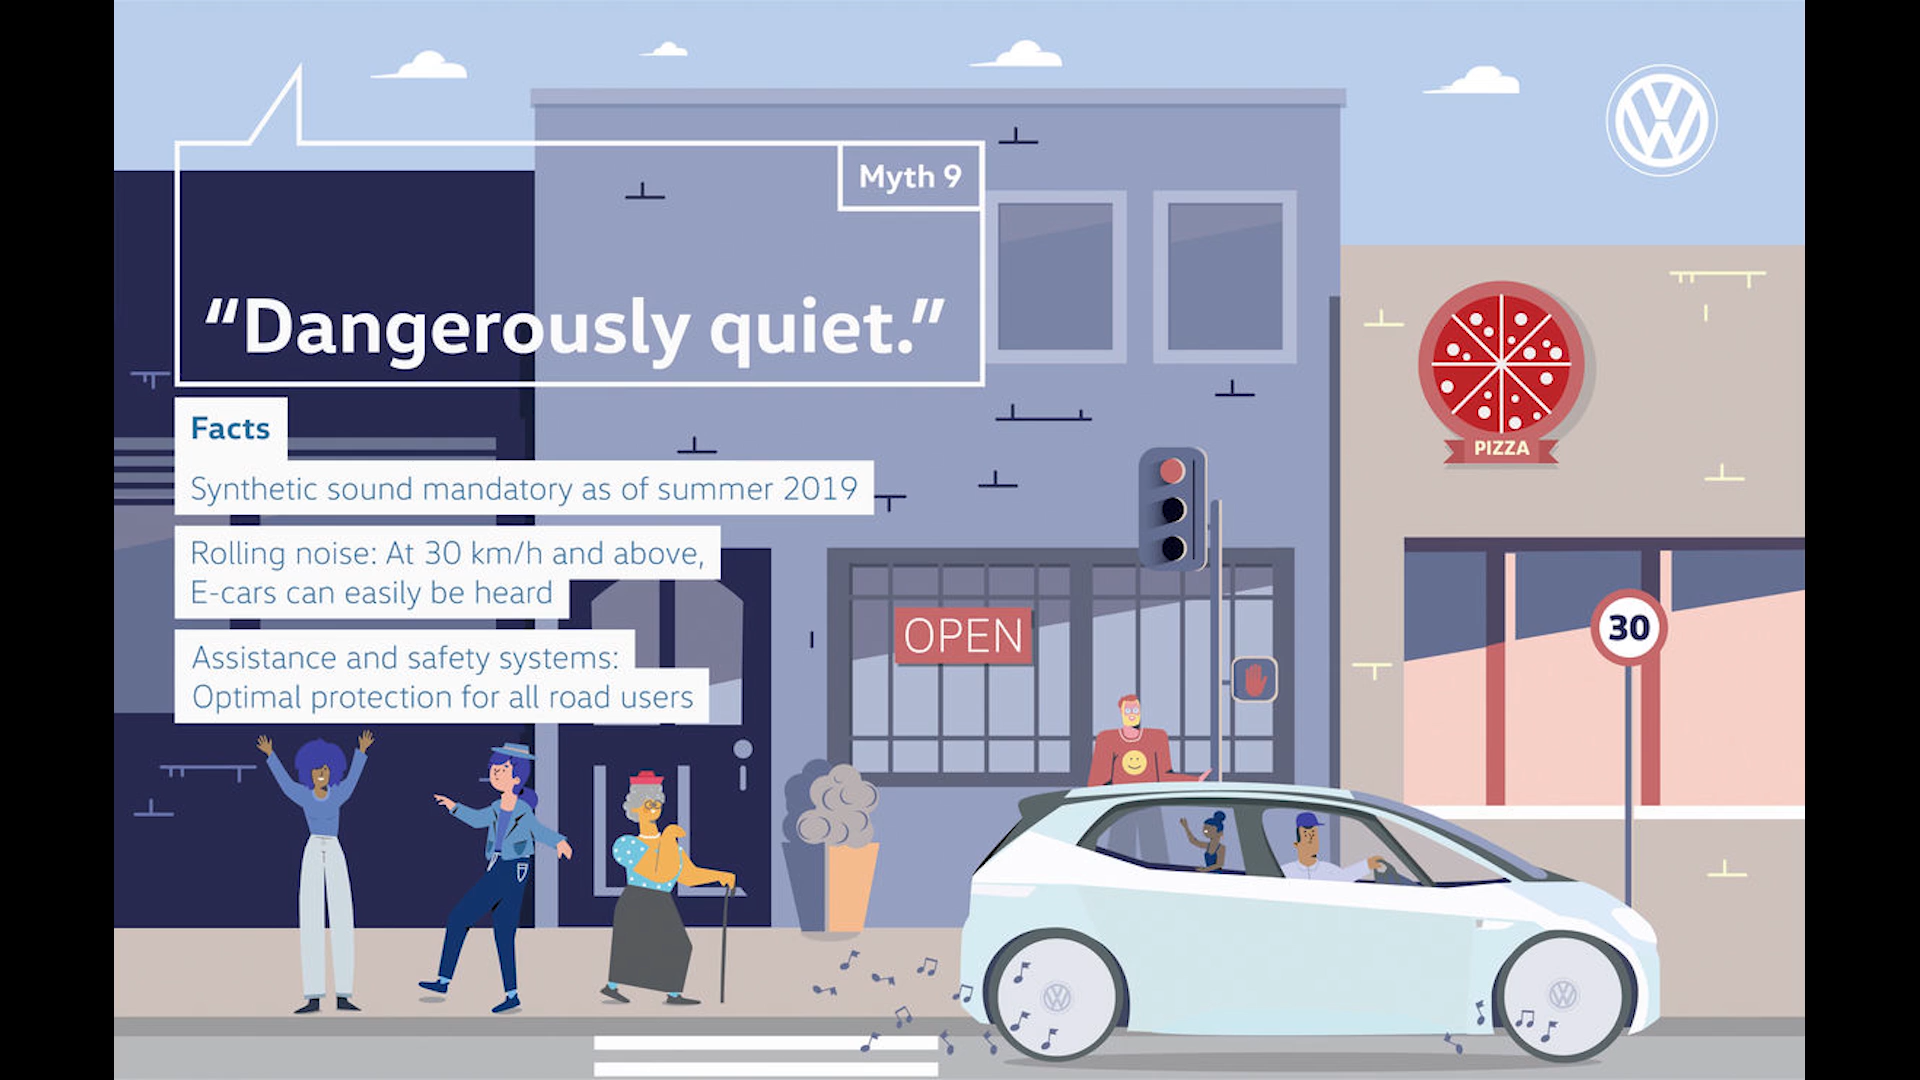 Myth 9
“Dangerously quiet.”
Facts
Synthetic sound mandatory as of summer 2019
Rolling noise: At 30 km/h and above,
E-cars can easily be heard
Assistance and safety systems:
Optimal protection for all road users
OPEN
PIZZA
30